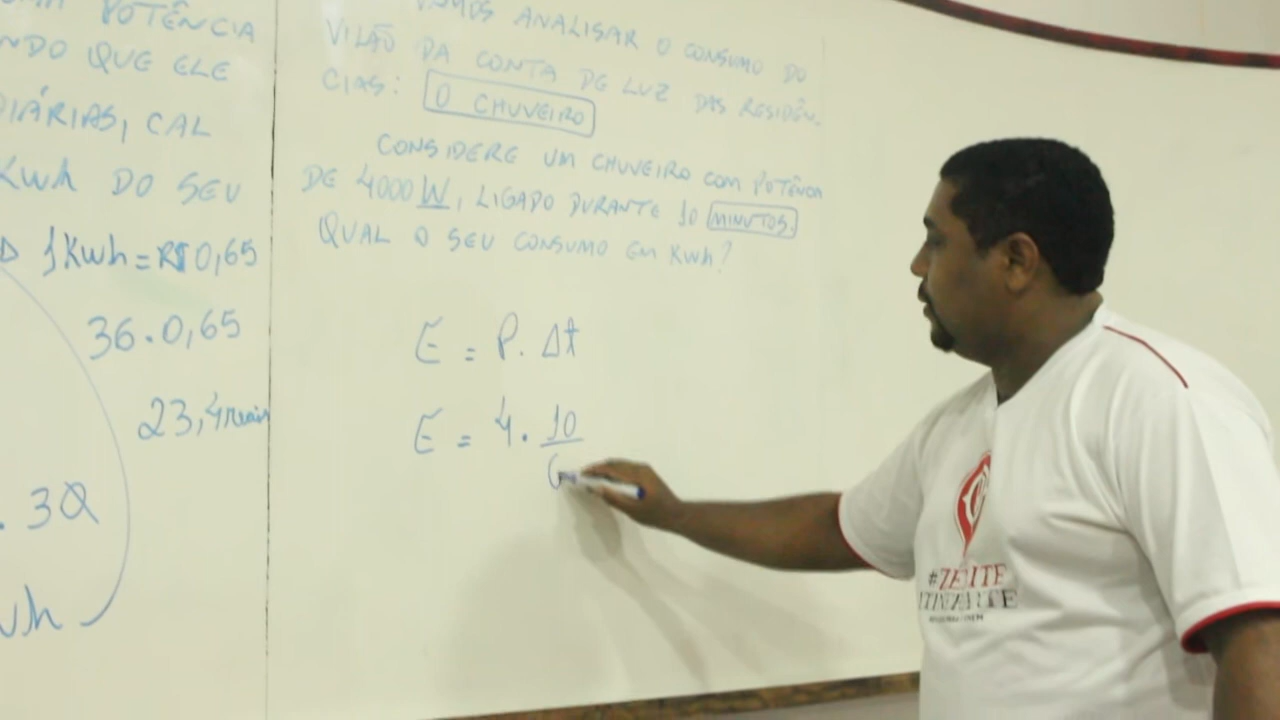 POTÊNCIA
NDO QUE ELE
DIÁRIAS, CAL
KWh DO SEU
1KWh = R$ 0,65
36.0,65
23,4 reais
. 30
wh
VAMOS ANALISAR O CONSUMO DO
VILÃO DA CONTA DE LUZ DAS RESIDÊN-
CIAS: O CHUVEIRO
CONSIDERE UM CHUVEIRO COM POTÊNCIA
DE 4000 W, LIGADO DURANTE 10 MINUTOS.
QUAL O SEU CONSUMO EM KWh?
E = P. Δt
E = 4. 10
6
#ZENITE